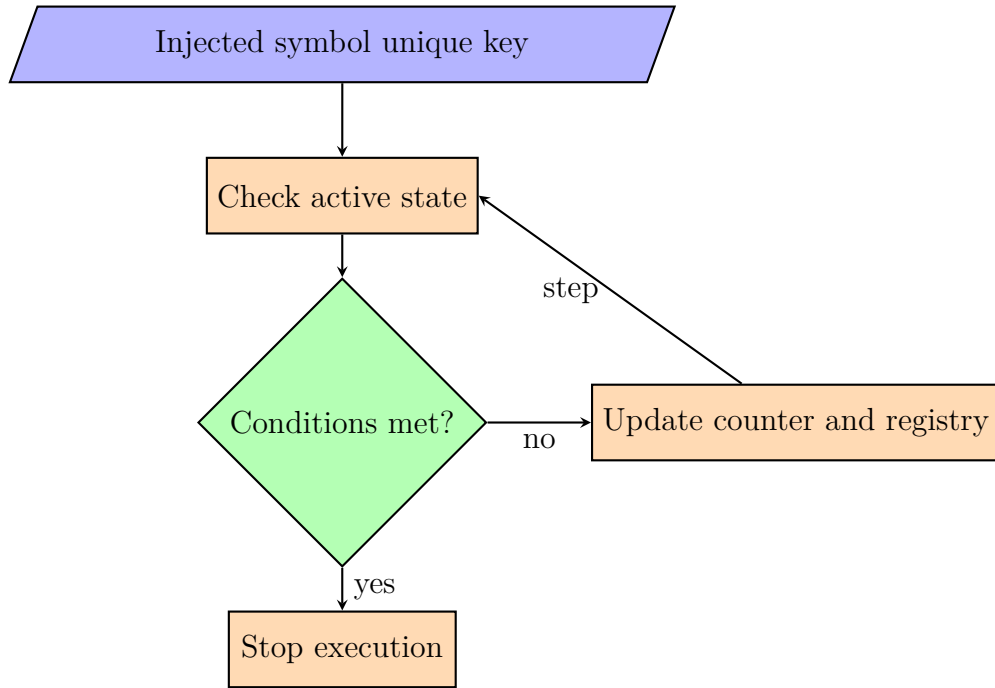 Injected symbol unique key
Check active state
step
Conditions met?
no
Update counter and registry
yes
Stop execution